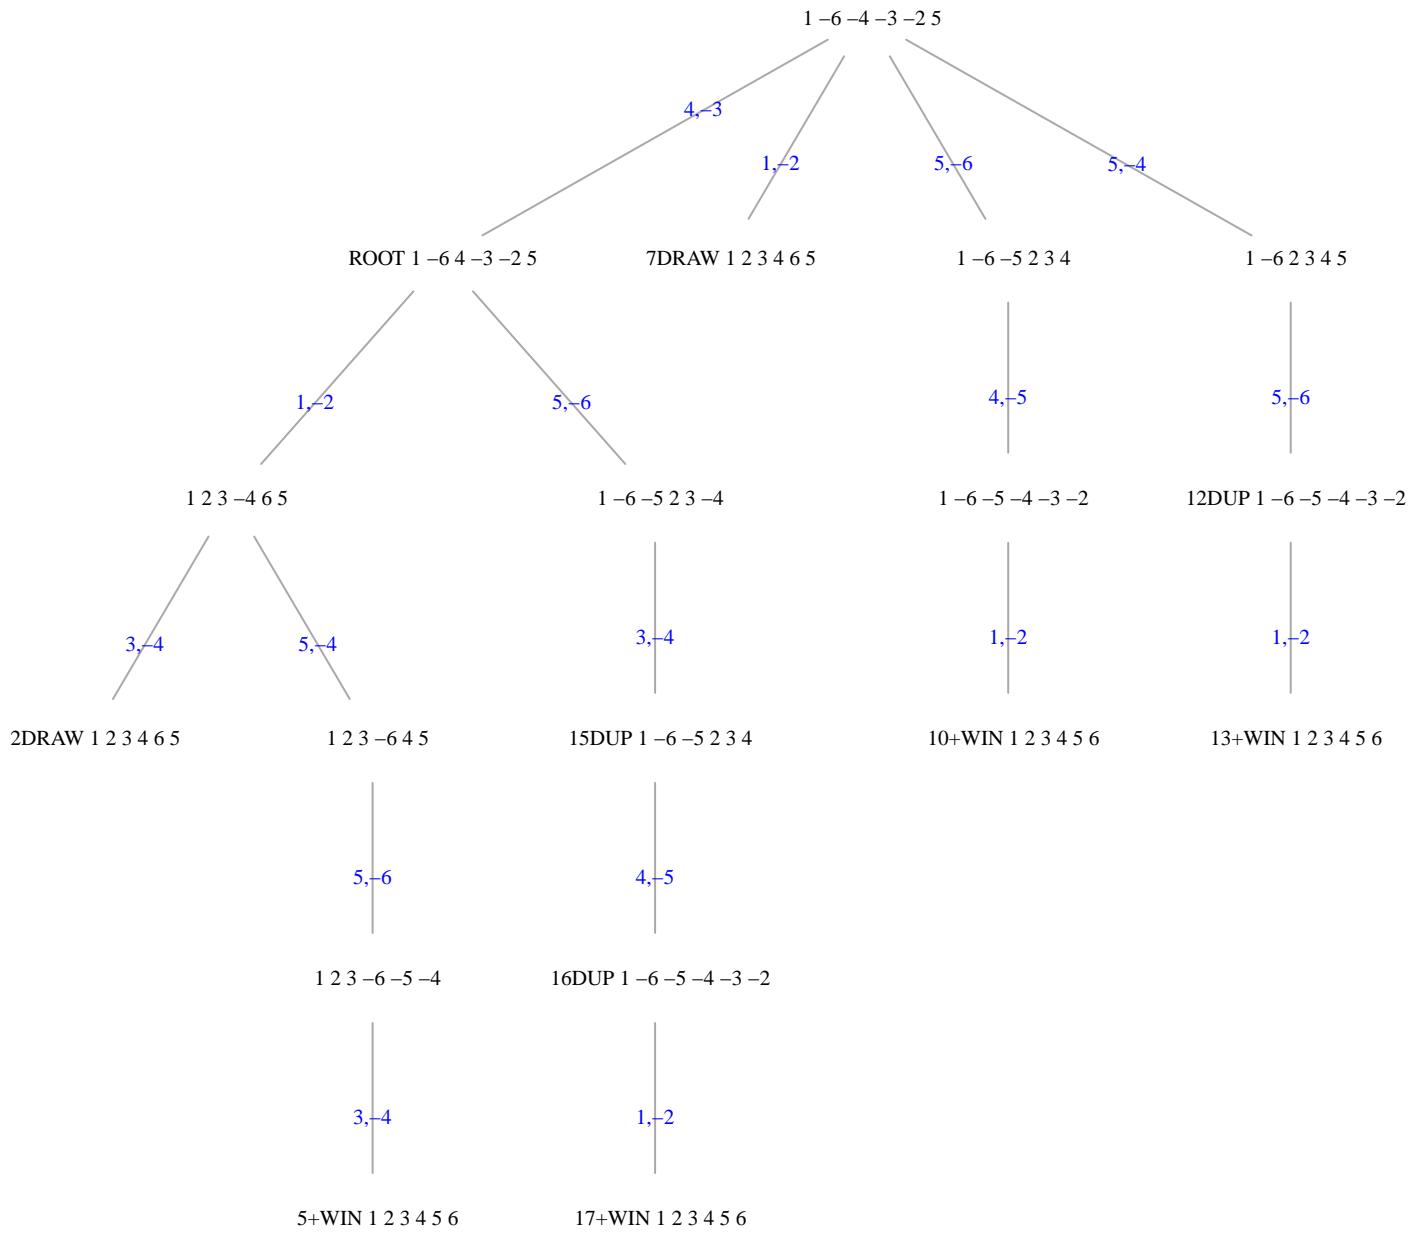 1 –6 –4 –3 –2 5
4,–3
1,–2
5,–6
5,–4
ROOT 1 –6 4 –3 –2 5
7DRAW 1 2 3 4 6 5
1 –6 –5 2 3 4
1 –6 2 3 4 5
1,–2
5,–6
4,–5
5,–6
1 2 3 –4 6 5
1 –6 –5 2 3 –4
1 –6 –5 –4 –3 –2
12DUP 1 –6 –5 –4 –3 –2
3,–4
5,–4
3,–4
1,–2
1,–2
2DRAW 1 2 3 4 6 5
1 2 3 –6 4 5
15DUP 1 –6 –5 2 3 4
10+WIN 1 2 3 4 5 6
13+WIN 1 2 3 4 5 6
5,–6
4,–5
1 2 3 –6 –5 –4
16DUP 1 –6 –5 –4 –3 –2
3,–4
1,–2
5+WIN 1 2 3 4 5 6
17+WIN 1 2 3 4 5 6